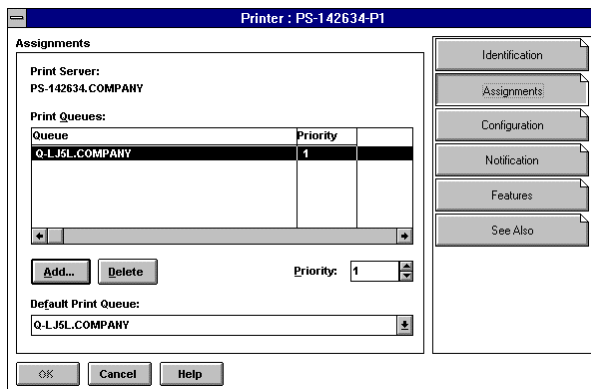 Printer : PS-142634-P1
Assignments
Print Server:
PS-142634.COMPANY
Print Queues:
Queue Priority
Q-LJ5L.COMPANY 1
Add... Delete Priority: 1
Default Print Queue:
Q-LJ5L.COMPANY
OK Cancel Help
Identification
Assignments
Configuration
Notification
Features
See Also